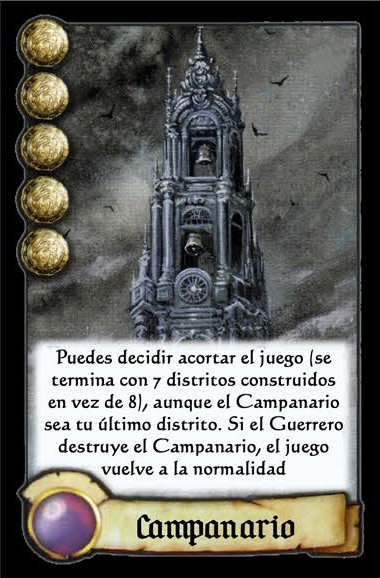 Puedes decidir acortar el juego (se
termina con 7 distritos construidos
en vez de 8), aunque el Campanario
sea tu último distrito. Si el Guerrero
destruye el Campanario, el juego
vuelve a la normalidad
Campanario